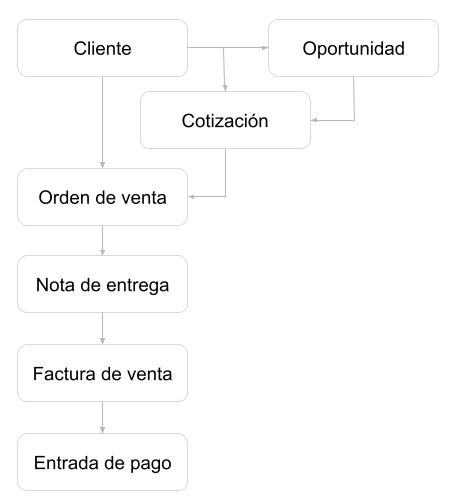 Cliente
Oportunidad
Cotización
Orden de venta
Nota de entrega
Factura de venta
Entrada de pago